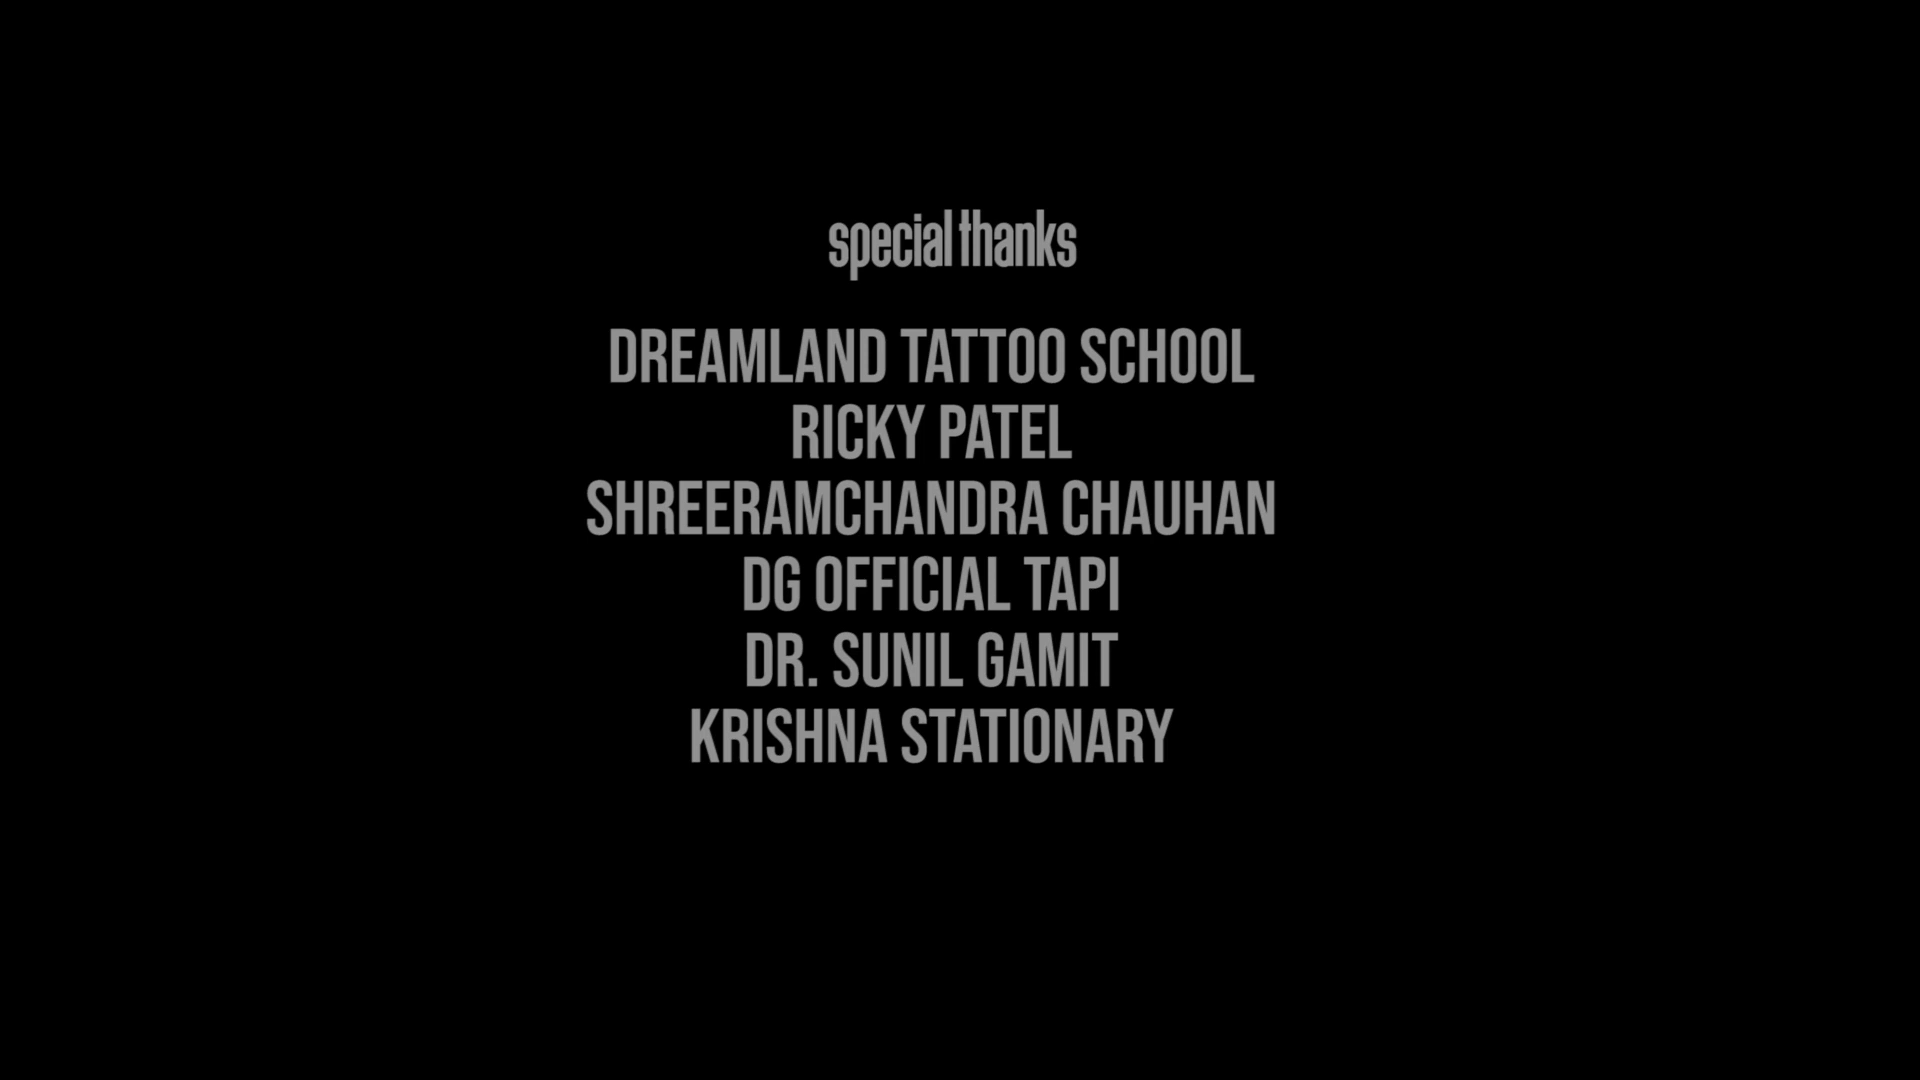 special thanks
DREAMLAND TATTOO SCHOOL
RICKY PATEL
SHREERAMCHANDRA CHAUHAN
DG OFFICIAL TAPI
DR. SUNIL GAMIT
KRISHNA STATIONARY